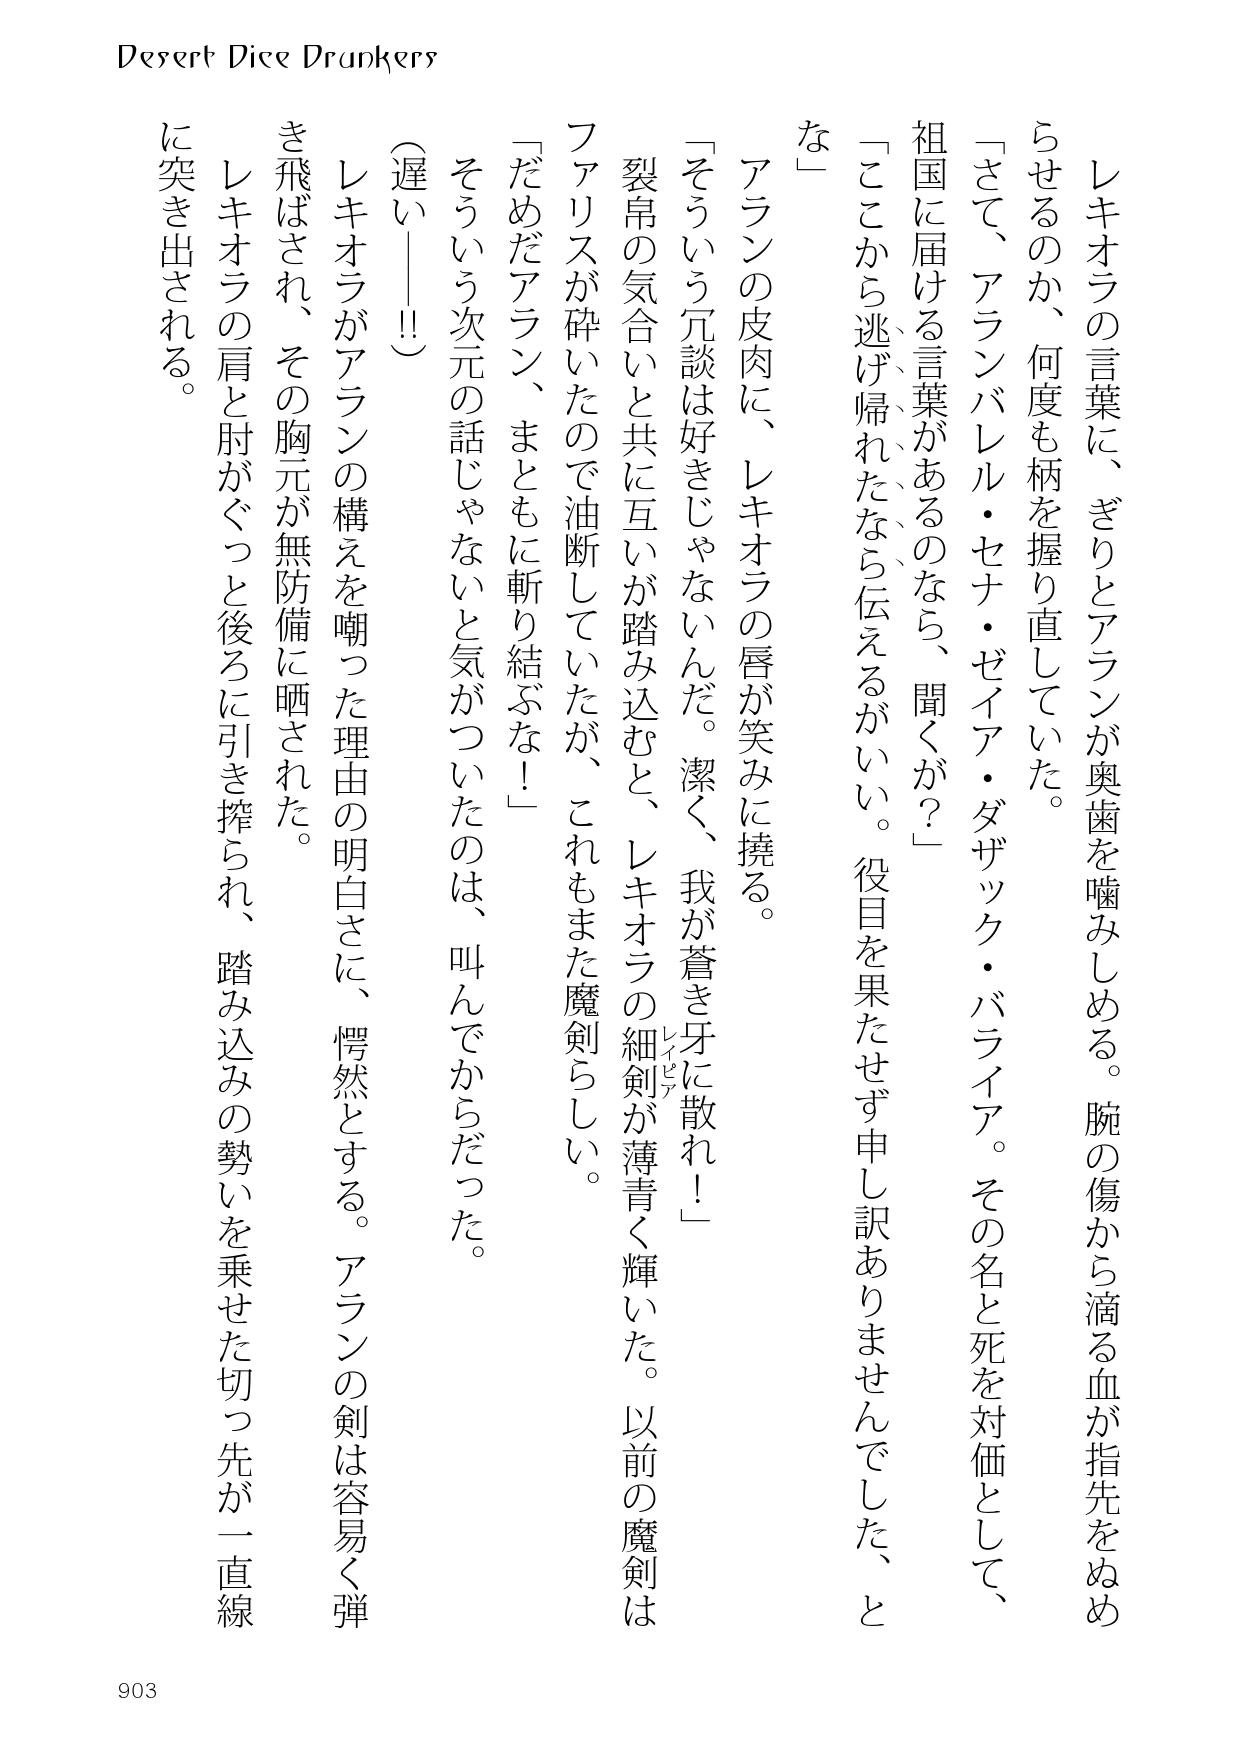 Desert Dice Drunkers
レキオラの言葉に、ぎりとアランが奥歯を噛みしめる。腕の傷から滴る血が指先をぬめ
らせるのか、何度も柄を握り直していた。
「さて、アランバレル・セナ・ゼイア・ダザック・バライア。その名と死を対価として、
祖国に届ける言葉があるのなら、聞くが？」
「ここから逃げ帰れたなら伝えるがいい。役目を果たせず申し訳ありませんでした、と
な」
アランの皮肉に、レキオラの唇が笑みに撓る。
「そういう冗談は好きじゃないんだ。潔く、我が蒼き牙に散れ！」
裂帛の気合いと共に互いが踏み込むと、レキオラの細剣レイピアが薄青く輝いた。以前の魔剣は
ファリスが砕いたので油断していたが、これもまた魔剣らしい。
「だめだアラン、まともに斬り結ぶな！」
そういう次元の話じゃないと気がついたのは、叫んでからだった。
（遅い――!!）
レキオラがアランの構えを嘲った理由の明白さに、愕然とする。アランの剣は容易く弾
き飛ばされ、その胸元が無防備に晒された。
レキオラの肩と肘がぐっと後ろに引き搾られ、踏み込みの勢いを乗せた切っ先が一直線
に突き出される。
903